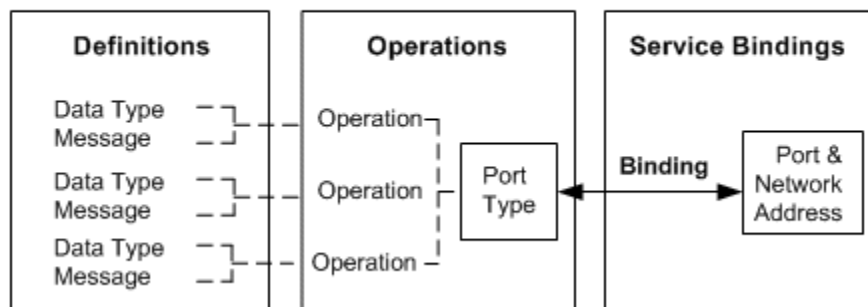 Definitions
Data Type
Message
Data Type
Message
Data Type
Message
Operations
Operation
Operation
Operation
Port
Type
Service Bindings
Binding
Port &
Network
Address